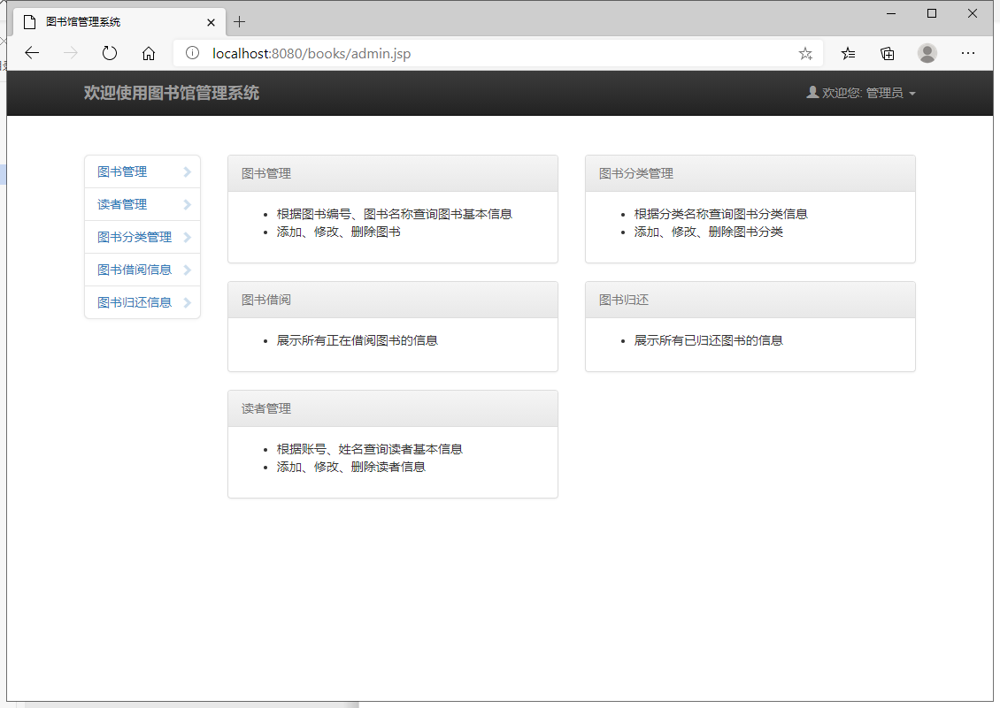 图书馆管理系统
localhost:8080/books/admin.jsp
欢迎使用图书馆管理系统
欢迎您: 管理员
图书管理
读者管理
图书分类管理
图书借阅信息
图书归还信息
图书管理
根据图书编号、图书名称查询图书基本信息
添加、修改、删除图书
图书分类管理
根据分类名称查询图书分类信息
添加、修改、删除图书分类
图书借阅
展示所有正在借阅图书的信息
图书归还
展示所有已归还图书的信息
读者管理
根据账号、姓名查询读者基本信息
添加、修改、删除读者信息